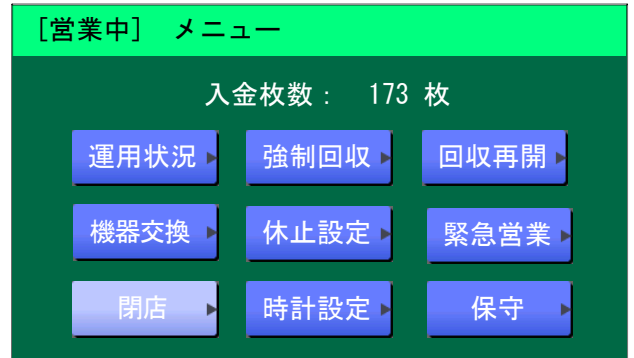 ［営業中］ メニュー
入金枚数： 173 枚
運用状況 強制回収 回収再開
機器交換 休止設定 緊急営業
閉店 時計設定 保守